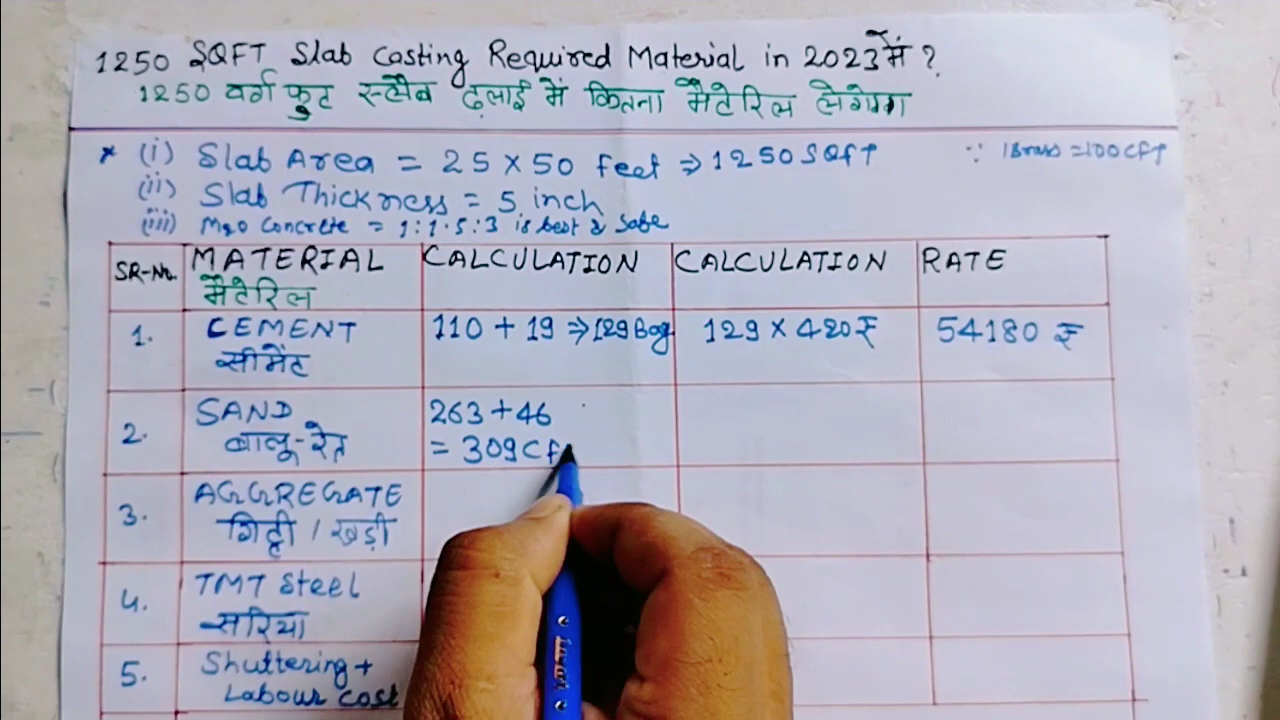 1250 SQFT Slab Casting Required Material in 2023 में ?
1250 वर्ग फुट स्लैब ढ़लाई में कितना मैटेरिल लेगेगा
* (i) Slab Area = 25 × 50 feet ⇒ 1250 SQft ∵ 1Brass = 100 CFT
(ii) Slab Thickness = 5 inch
(iii) M20 Concrete = 1:1.5:3 is best & Safe
SR-No. MATERIAL CALCULATION CALCULATION RATE
मैटेरिल
1. CEMENT 110 + 19 ⇒ 129 Bag 129 × 420 ₹ 54180 ₹
सीमेंट
2. SAND 263 + 46
बालू-रेत = 309 Cf
3. AGGREGATE
गिट्टी / खड़ी
4. TMT Steel
सरिया
5. Shuttering +
Labour Cost